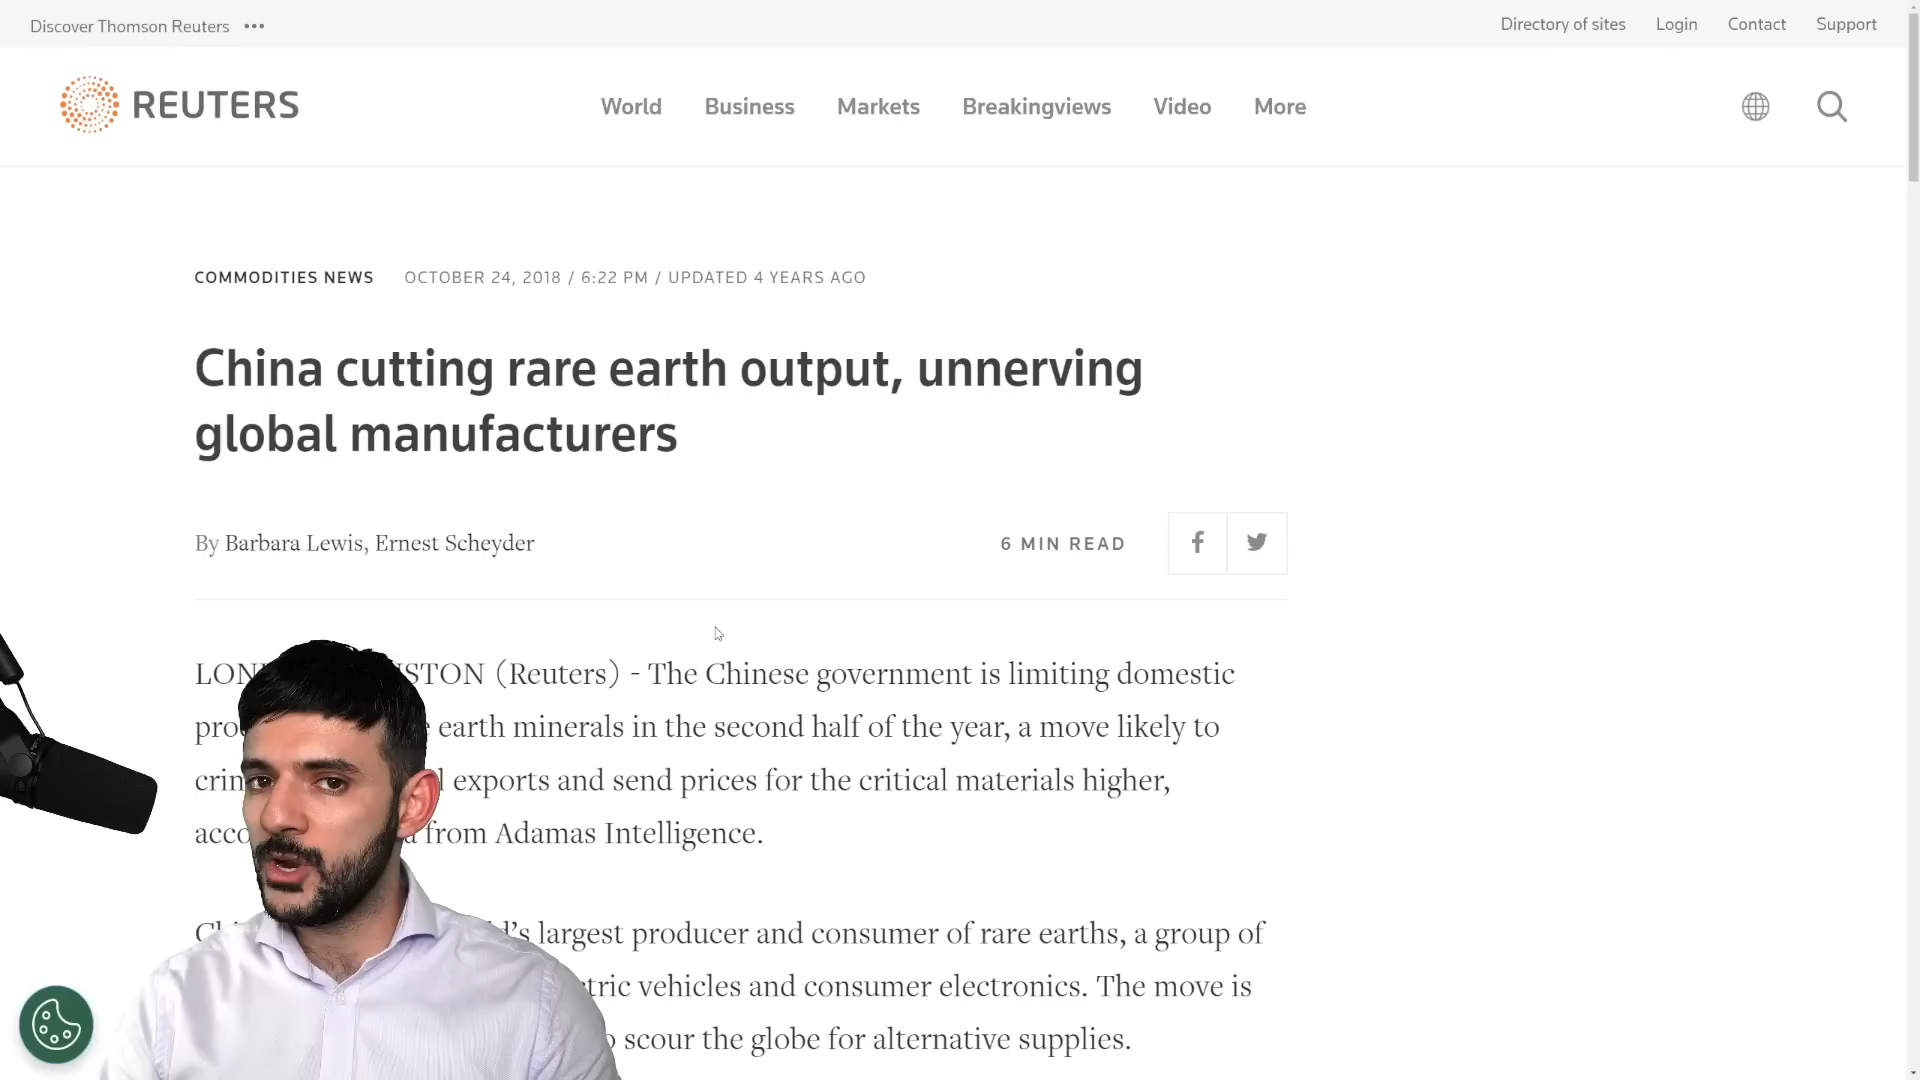 Discover Thomson Reuters •••
Directory of sites Login Contact Support
REUTERS
World Business Markets Breakingviews Video More
COMMODITIES NEWS OCTOBER 24, 2018 / 6:22 PM / UPDATED 4 YEARS AGO
China cutting rare earth output, unnerving
global manufacturers
By Barbara Lewis, Ernest Scheyder
6 MIN READ
(Reuters) - The Chinese government is limiting domestic
earth minerals in the second half of the year, a move likely to
exports and send prices for the critical materials higher,
from Adamas Intelligence.
largest producer and consumer of rare earths, a group of
vehicles and consumer electronics. The move is
scour the globe for alternative supplies.